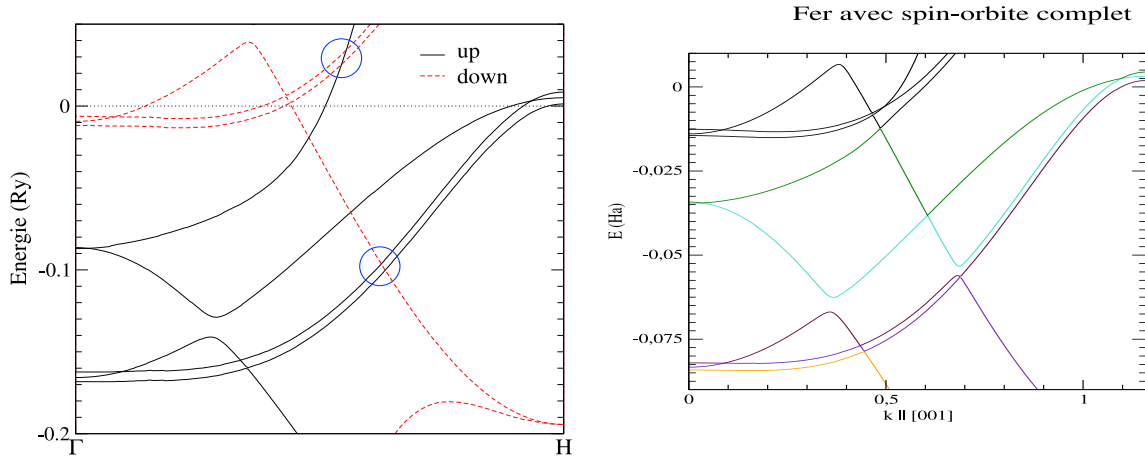 Fer avec spin-orbite complet
up
down
Energie (Ry)
0
-0.1
-0.2
Γ
H
E (Ha)
0
-0,025
-0,05
-0,075
0
0,5
1
k || [001]